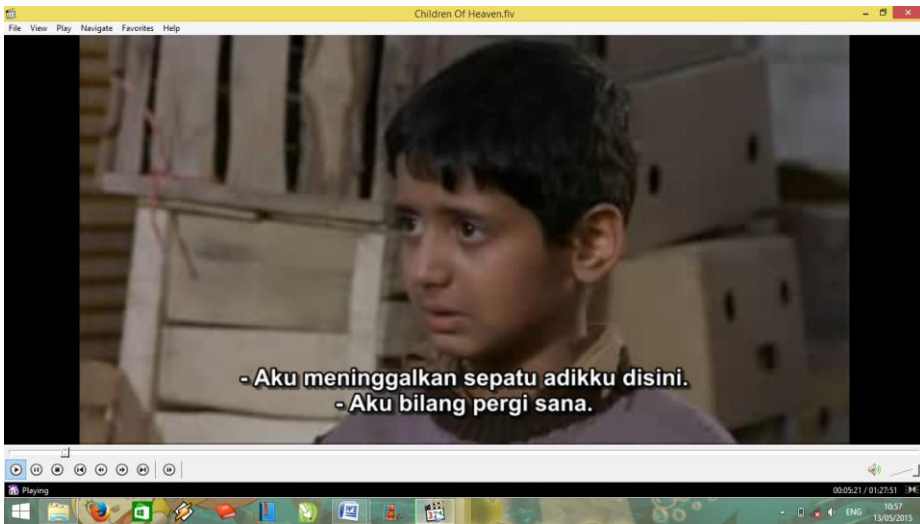 Children Of Heaven.flv
File View Play Navigate Favorites Help
- Aku meninggalkan sepatu adikku disini.
- Aku bilang pergi sana.
Playing
00:05:21 / 01:27:51
ENG
10:57
13/05/2015